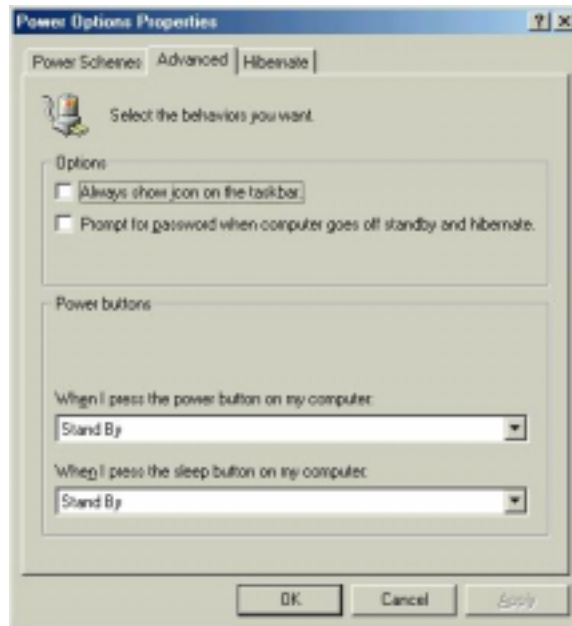 Power Options Properties
Power Schemes Advanced Hibernate
Select the behaviors you want.
Options
Always show icon on the taskbar.
Prompt for password when computer goes off standby and hibernate.
Power buttons
When I press the power button on my computer:
Stand By
When I press the sleep button on my computer:
Stand By
OK Cancel Apply